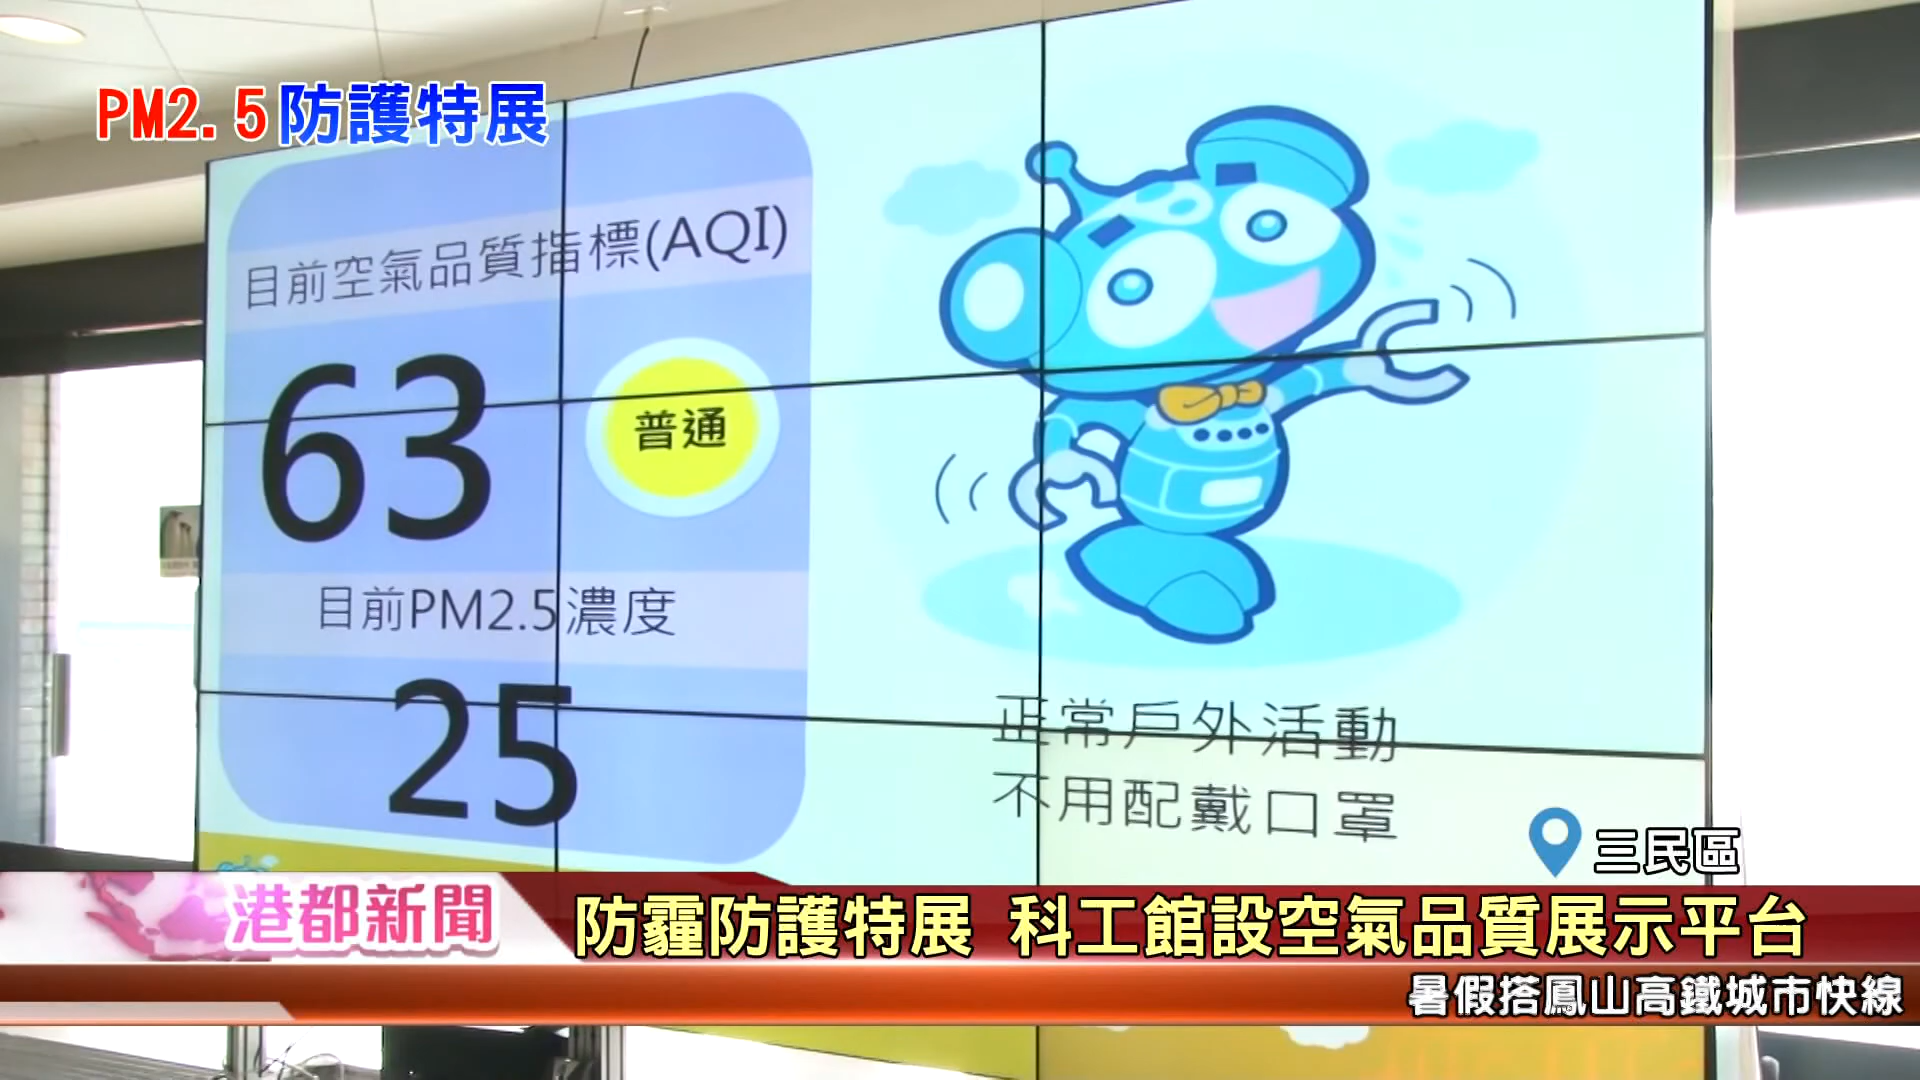 PM2.5防護特展
目前空氣品質指標(AQI)
63
普通
目前PM2.5濃度
25
正常戶外活動
不用配戴口罩
三民區
港都新聞
防霾防護特展 科工館設空氣品質展示平台
暑假搭鳳山高鐵城市快線